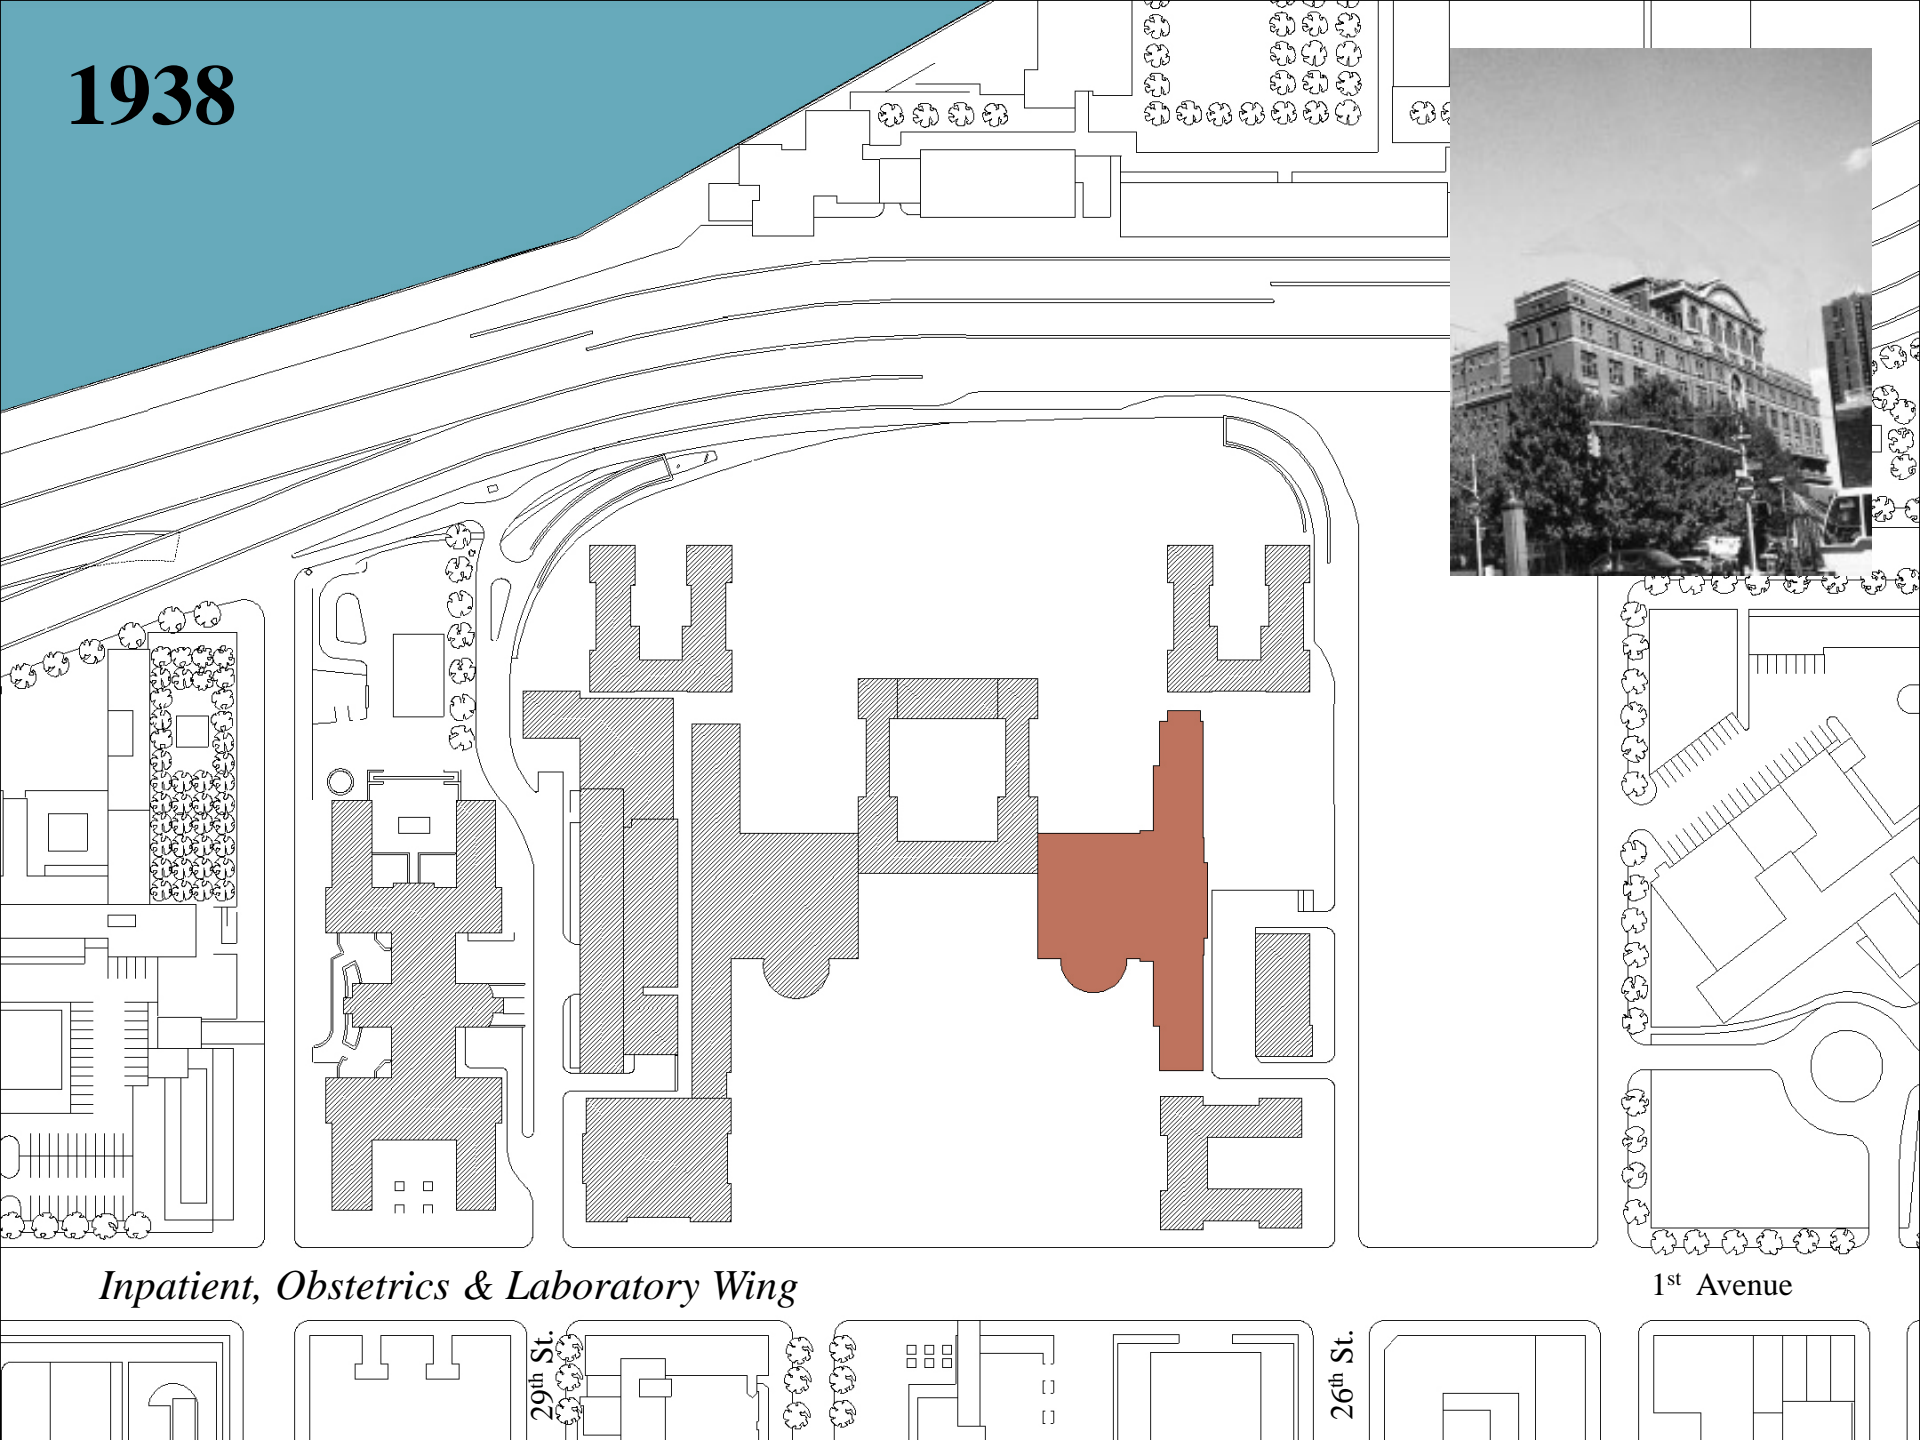 1938
Inpatient, Obstetrics & Laboratory Wing
1st Avenue
29th St.
26th St.